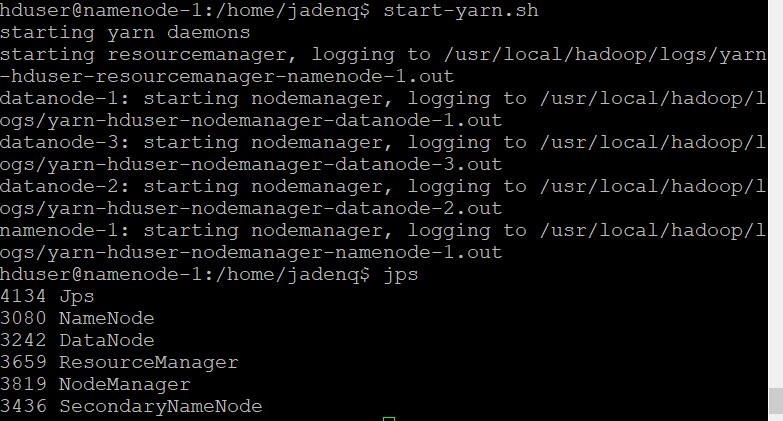 hduser@namenode-1:/home/jadenq$ start-yarn.sh
starting yarn daemons
starting resourcemanager, logging to /usr/local/hadoop/logs/yarn
-hduser-resourcemanager-namenode-1.out
datanode-1: starting nodemanager, logging to /usr/local/hadoop/l
ogs/yarn-hduser-nodemanager-datanode-1.out
datanode-3: starting nodemanager, logging to /usr/local/hadoop/l
ogs/yarn-hduser-nodemanager-datanode-3.out
datanode-2: starting nodemanager, logging to /usr/local/hadoop/l
ogs/yarn-hduser-nodemanager-datanode-2.out
namenode-1: starting nodemanager, logging to /usr/local/hadoop/l
ogs/yarn-hduser-nodemanager-namenode-1.out
hduser@namenode-1:/home/jadenq$ jps
4134 Jps
3080 NameNode
3242 DataNode
3659 ResourceManager
3819 NodeManager
3436 SecondaryNameNode